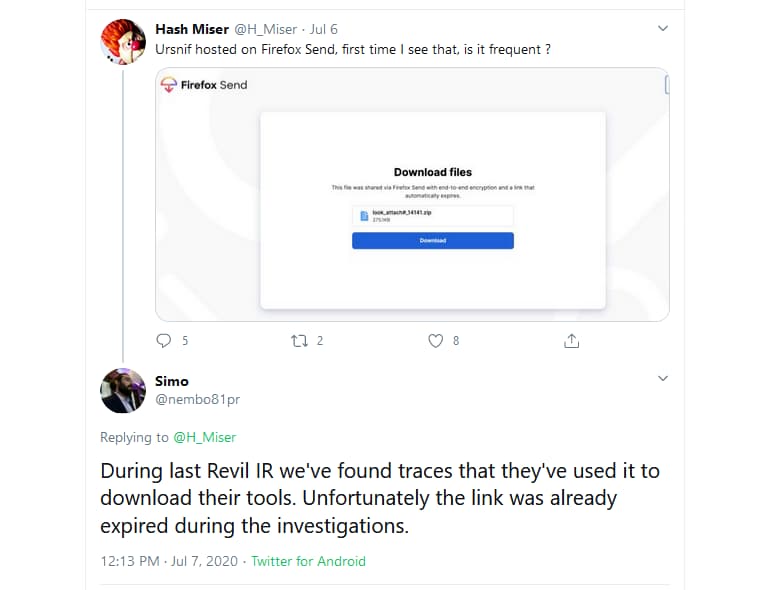 Hash Miser @H_Miser · Jul 6
Ursnif hosted on Firefox Send, first time I see that, is it frequent ?
Firefox Send
Download files
This file was shared via Firefox Send with end-to-end encryption and a link that
automatically expires.
look_attach#_14141.zip
Download
5 2 8
Simo
@nembo81pr
Replying to @H_Miser
During last Revil IR we've found traces that they've used it to
download their tools. Unfortunately the link was already
expired during the investigations.
12:13 PM · Jul 7, 2020 · Twitter for Android